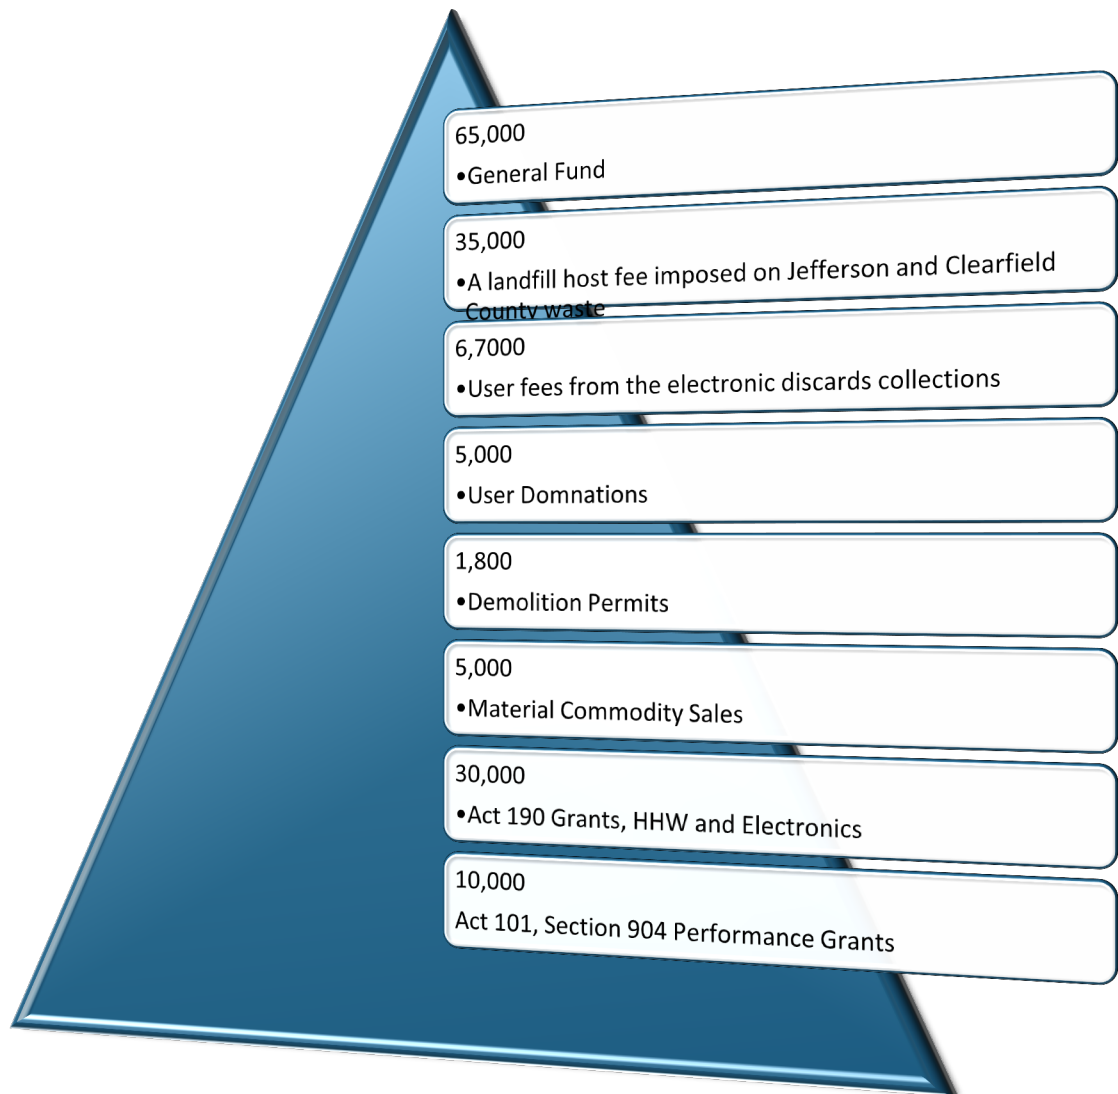 65,000
•General Fund
35,000
•A landfill host fee imposed on Jefferson and Clearfield
County waste
6,7000
•User fees from the electronic discards collections
5,000
•User Domnations
1,800
•Demolition Permits
5,000
•Material Commodity Sales
30,000
•Act 190 Grants, HHW and Electronics
10,000
Act 101, Section 904 Performance Grants